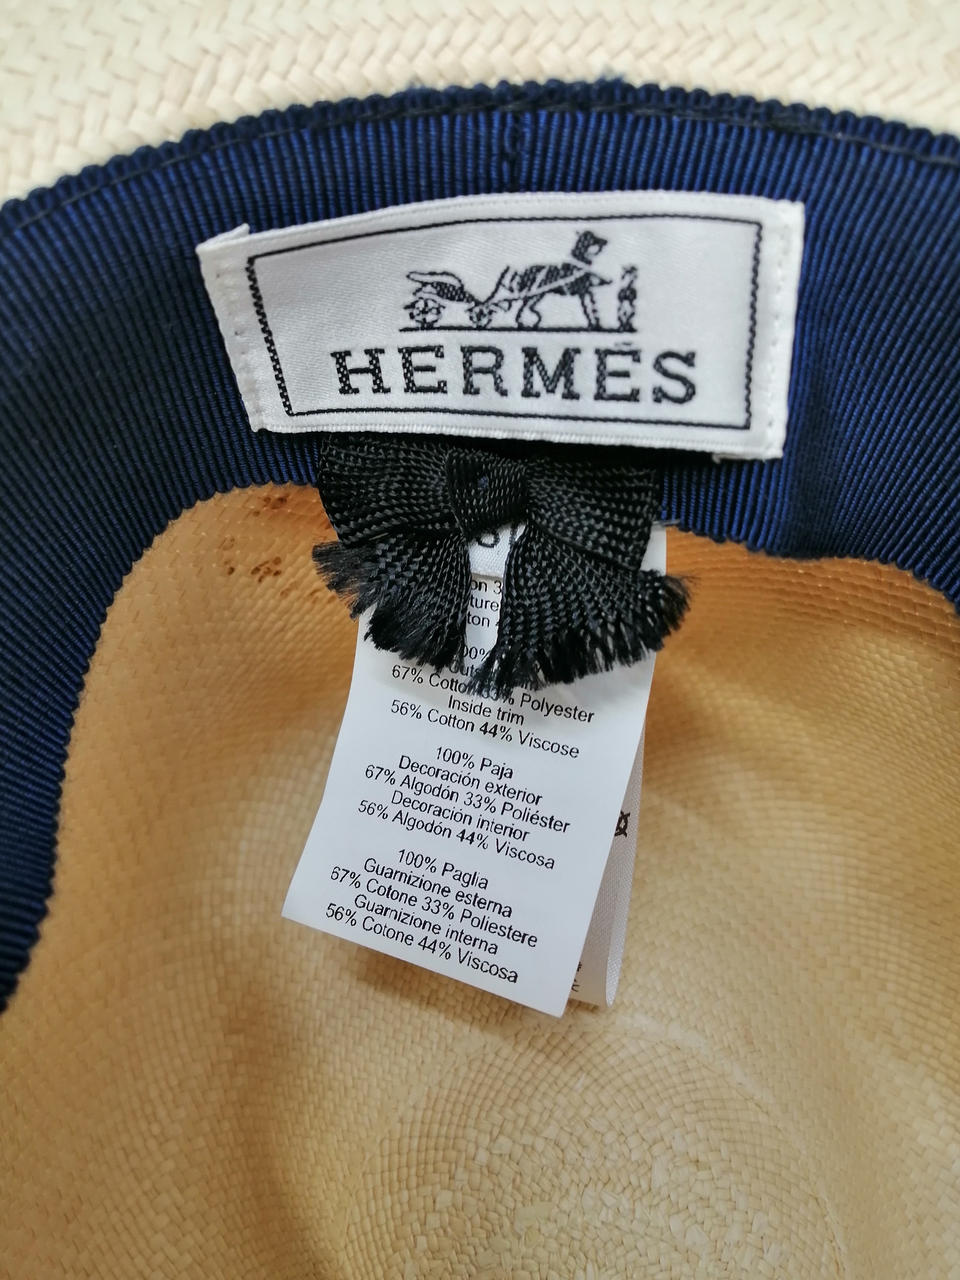 HERMÈS
67% Cotton 33% Polyester
Inside trim
56% Cotton 44% Viscose
100% Paja
Decoración exterior
67% Algodón 33% Poliéster
Decoración interior
56% Algodón 44% Viscosa
100% Paglia
Guarnizione esterna
67% Cotone 33% Poliestere
Guarnizione interna
56% Cotone 44% Viscosa